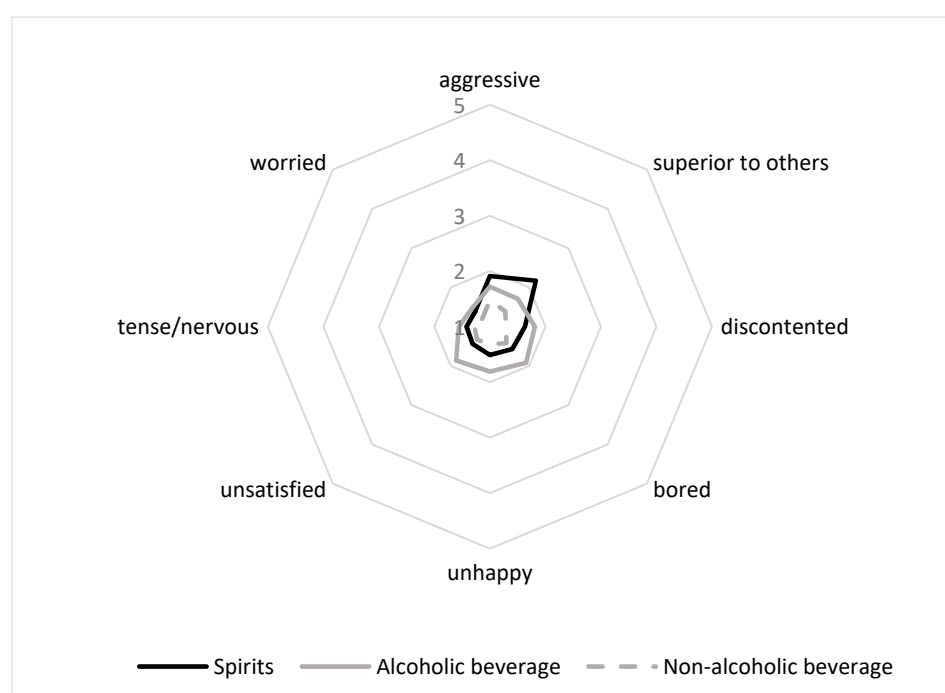 aggressive
5
worried
4
superior to others
3
2
tense/nervous
1
discontented
unsatisfied
bored
unhappy
Spirits Alcoholic beverage Non-alcoholic beverage